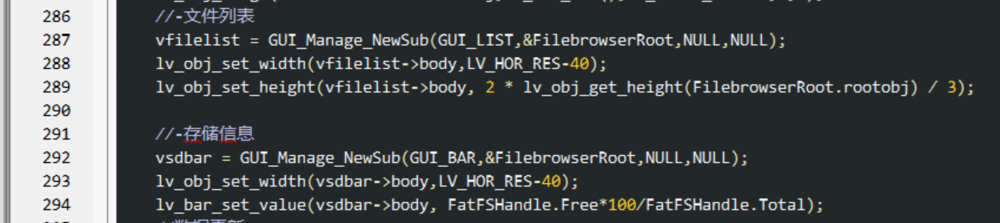 286 //-文件列表
287 vfilelist = GUI_Manage_NewSub(GUI_LIST,&FilebrowserRoot,NULL,NULL);
288 lv_obj_set_width(vfilelist->body,LV_HOR_RES-40);
289 lv_obj_set_height(vfilelist->body, 2 * lv_obj_get_height(FilebrowserRoot.rootobj) / 3);
290
291 //-存储信息
292 vsdbar = GUI_Manage_NewSub(GUI_BAR,&FilebrowserRoot,NULL,NULL);
293 lv_obj_set_width(vsdbar->body,LV_HOR_RES-40);
294 lv_bar_set_value(vsdbar->body, FatFSHandle.Free*100/FatFSHandle.Total);